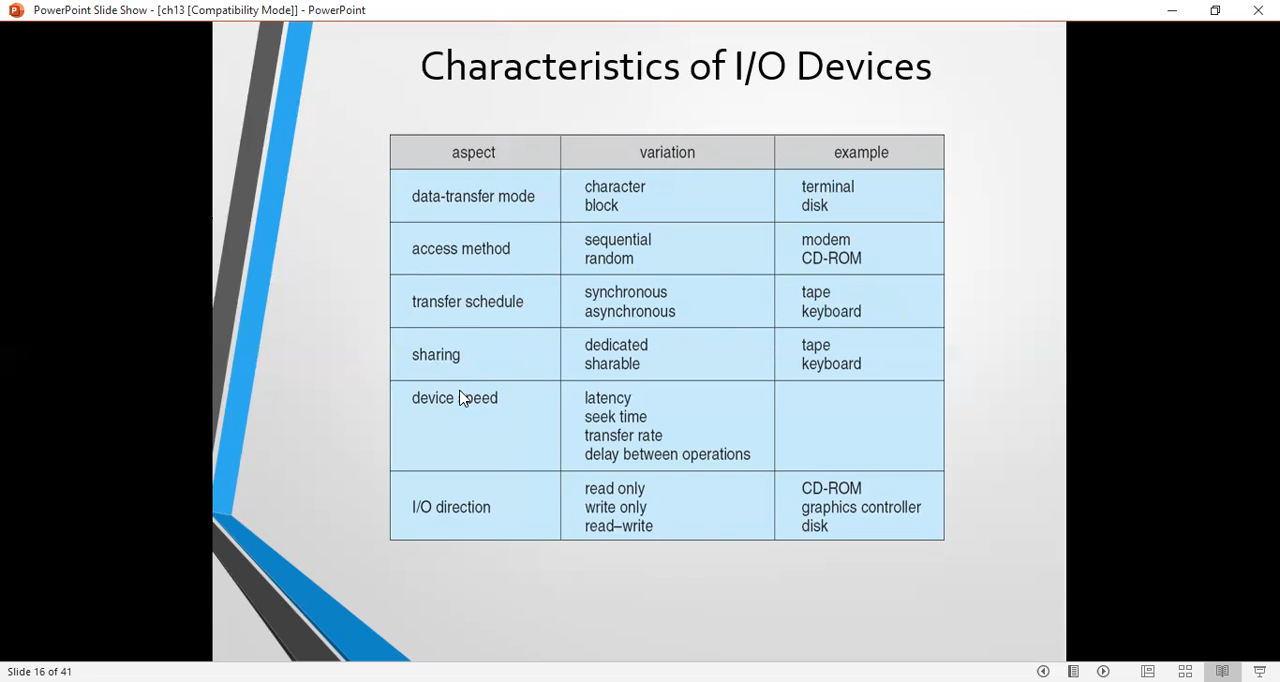 PowerPoint Slide Show - [ch13 [Compatibility Mode]] - PowerPoint
Characteristics of I/O Devices
aspect variation example
data-transfer mode
character
block
terminal
disk
access method
sequential
random
modem
CD-ROM
transfer schedule
synchronous
asynchronous
tape
keyboard
sharing
dedicated
sharable
tape
keyboard
device speed
latency
seek time
transfer rate
delay between operations
I/O direction
read only
write only
read–write
CD-ROM
graphics controller
disk
Slide 16 of 41